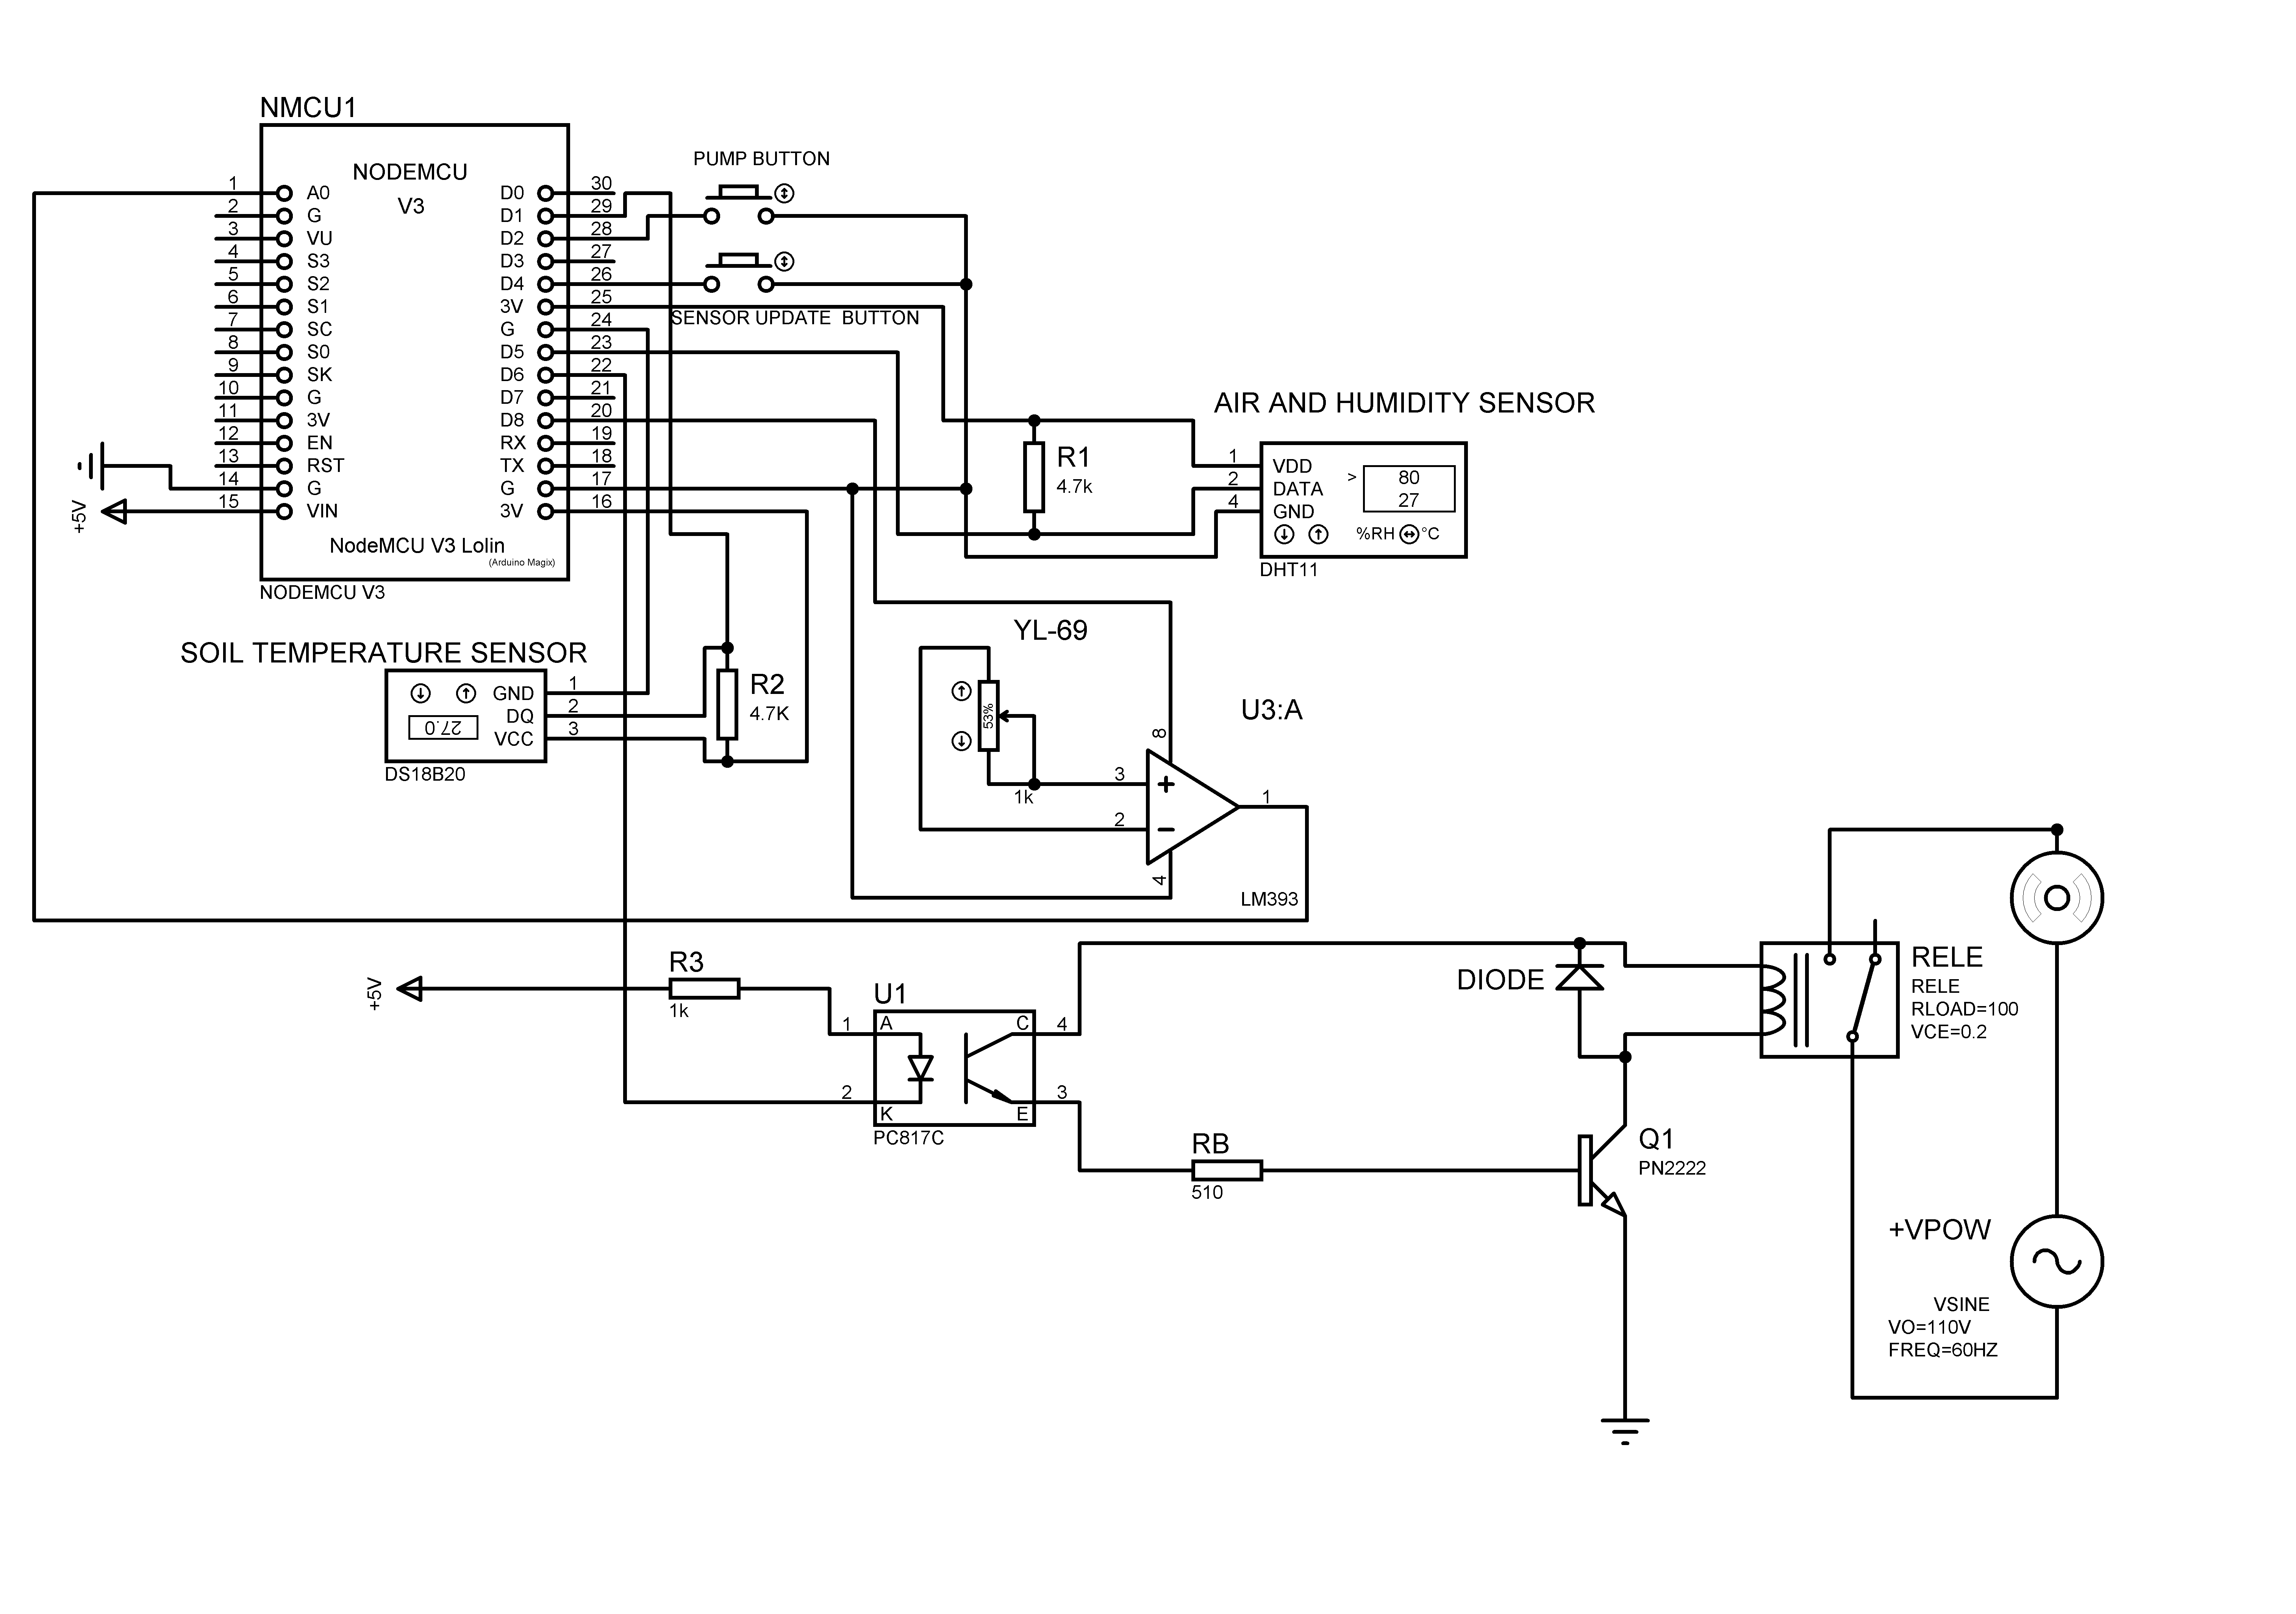 NMCU1
NODEMCU
V3
1 A0
2 G
3 VU
4 S3
5 S2
6 S1
7 SC
8 S0
9 SK
10 G
11 3V
12 EN
13 RST
14 G
15 VIN
+5V
D0 30
D1 29
D2 28
D3 27
D4 26
3V 25
G 24
D5 23
D6 22
D7 21
D8 20
RX 19
TX 18
G 17
3V 16
NodeMCU V3 Lolin
(Arduino Magix)
NODEMCU V3
PUMP BUTTON
SENSOR UPDATE BUTTON
AIR AND HUMIDITY SENSOR
R1
4.7k
1 VDD
2 DATA
4 GND
>
80
27
%RH °C
DHT11
SOIL TEMPERATURE SENSOR
27.0
GND 1
DQ 2
VCC 3
DS18B20
R2
4.7K
YL-69
53%
1k
U3:A
8
3 +
2 −
1
4
LM393
+5V
R3
1k
U1
1 A C 4
2 K E 3
PC817C
RB
510
DIODE
Q1
PN2222
RELE
RELE
RLOAD=100
VCE=0.2
+VPOW
VSINE
VO=110V
FREQ=60HZ